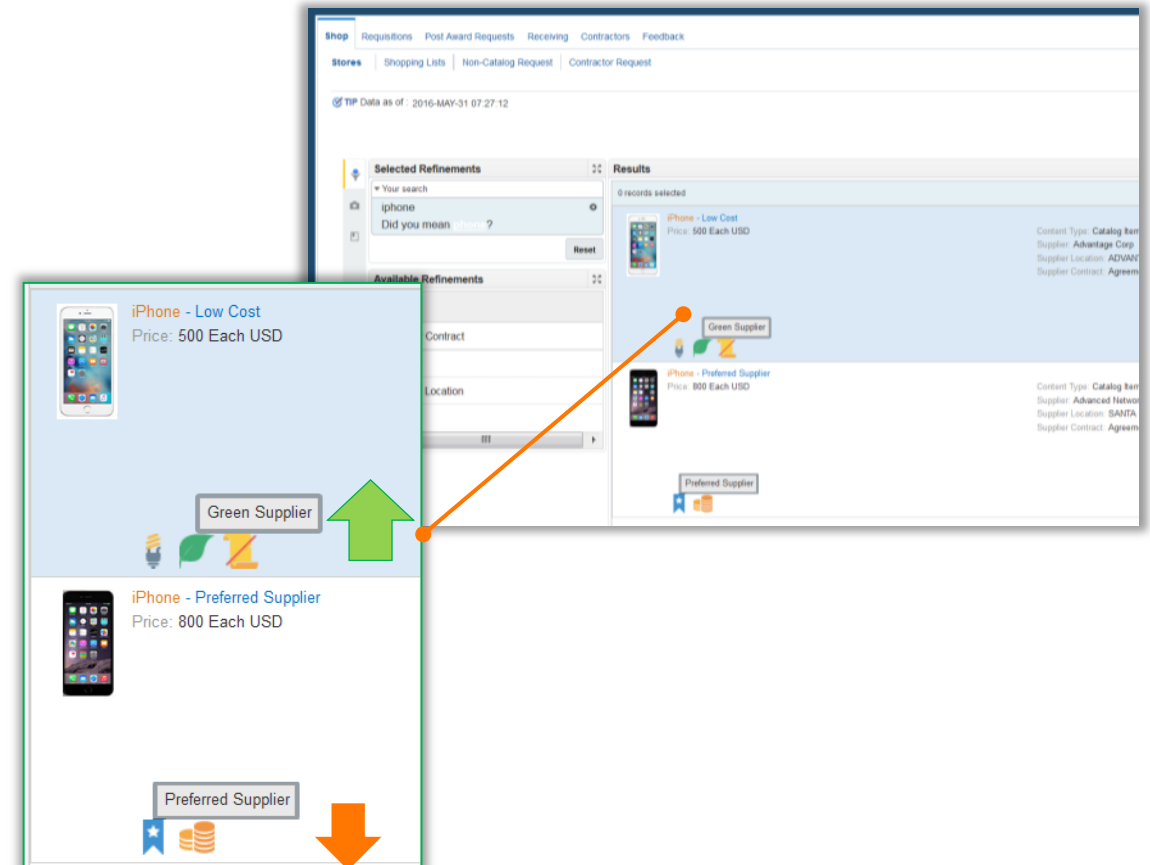 Shop Requisitions Post Award Requests Receiving Contractors Feedback
Stores Shopping Lists Non-Catalog Request Contractor Request
TIP Data as of : 2016-MAY-31 07:27:12
Selected Refinements
Your search
iphone
Did you mean phone ?
Reset
Available Refinements
Contract
Location
Results
0 records selected
iPhone - Low Cost
Price: 500 Each USD
Content Type: Catalog Item
Supplier: Advantage Corp
Supplier Location: ADVANT
Supplier Contract: Agreem
Green Supplier
iPhone - Preferred Supplier
Price: 800 Each USD
Content Type: Catalog Item
Supplier: Advanced Networ
Supplier Location: SANTA
Supplier Contract: Agreem
Preferred Supplier
iPhone - Low Cost
Price: 500 Each USD
Green Supplier
iPhone - Preferred Supplier
Price: 800 Each USD
Preferred Supplier